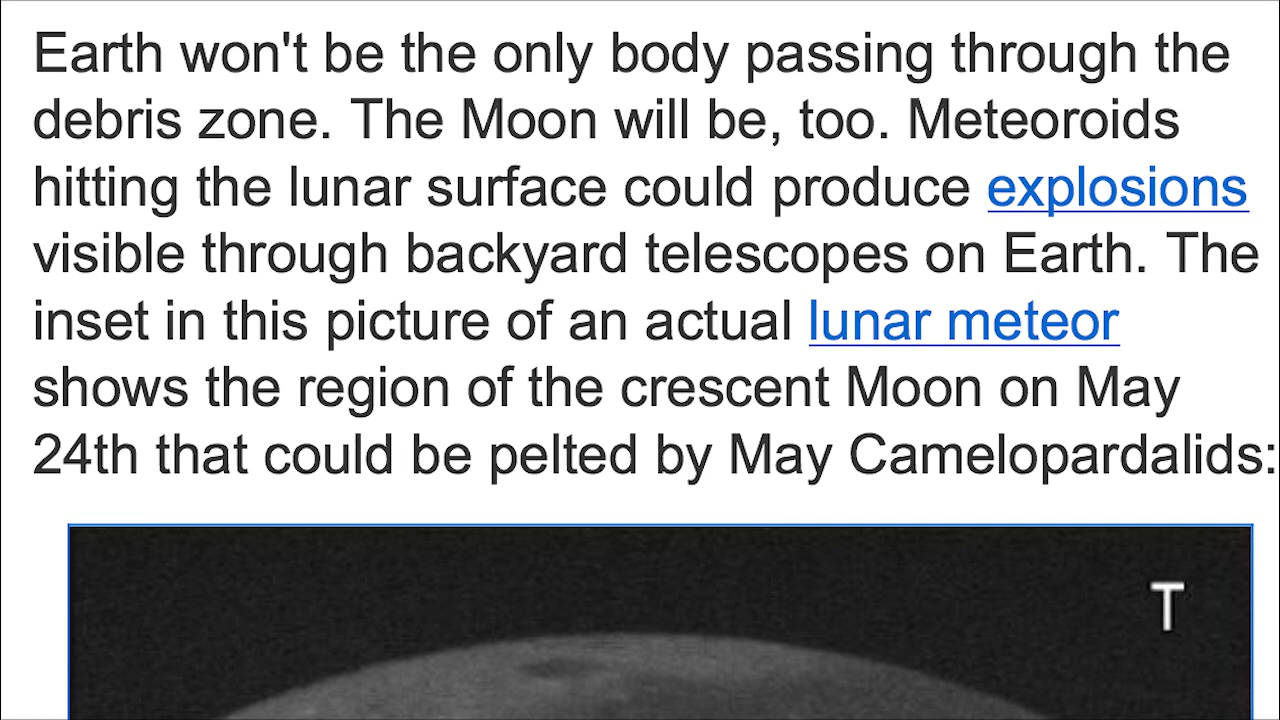 Earth won't be the only body passing through the
debris zone. The Moon will be, too. Meteoroids
hitting the lunar surface could produce explosions
visible through backyard telescopes on Earth. The
inset in this picture of an actual lunar meteor
shows the region of the crescent Moon on May
24th that could be pelted by May Camelopardalids:
T